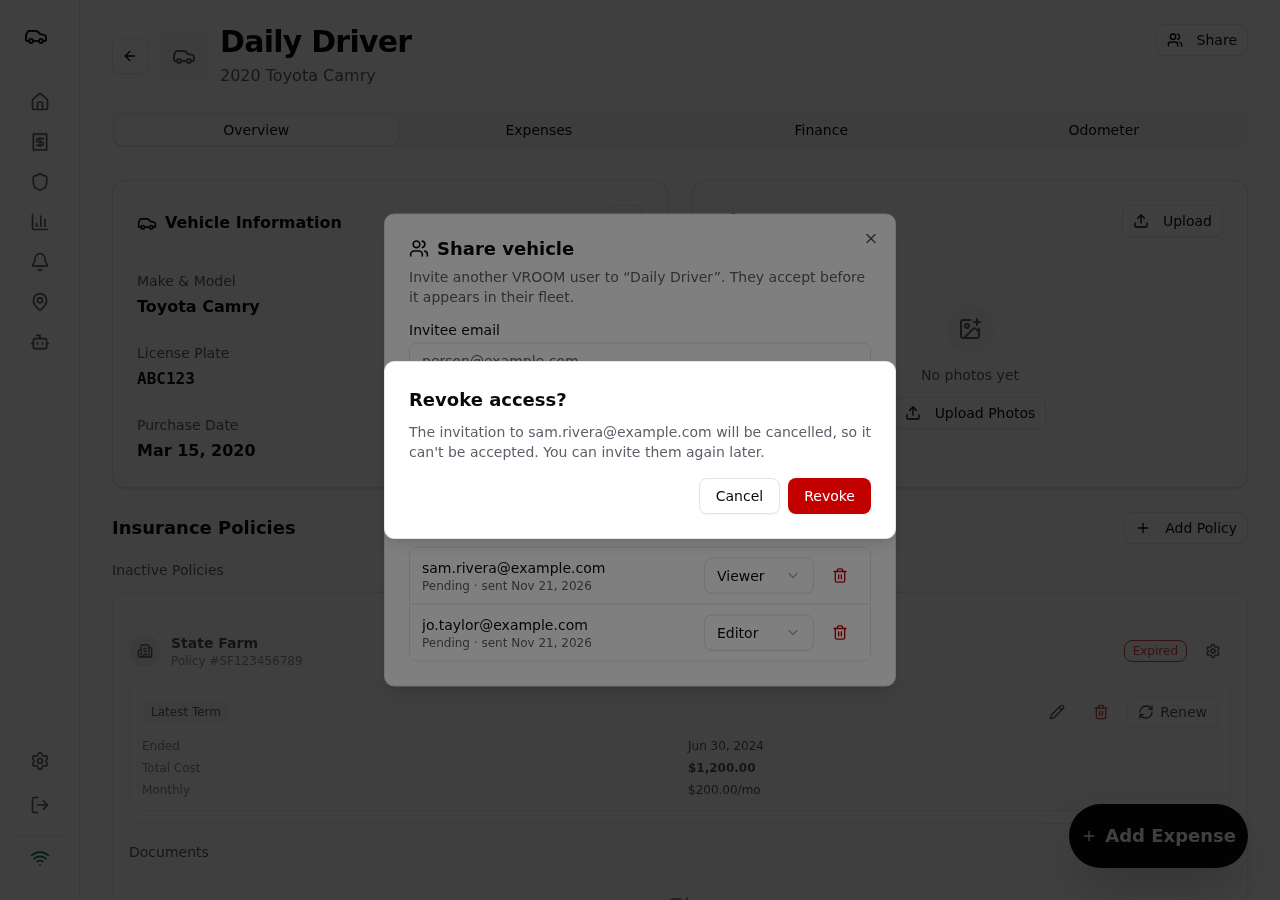 Daily Driver
2020 Toyota Camry
Share
Overview
Expenses
Finance
Odometer
Vehicle Information
Upload
Make & Model
Toyota Camry
License Plate
ABC123
Purchase Date
Mar 15, 2020
No photos yet
Upload Photos
Share vehicle
Invite another VROOM user to “Daily Driver”. They accept before
it appears in their fleet.
Invitee email
person@example.com
Revoke access?
The invitation to sam.rivera@example.com will be cancelled, so it
can't be accepted. You can invite them again later.
Cancel
Revoke
sam.rivera@example.com
Pending · sent Nov 21, 2026
Viewer
jo.taylor@example.com
Pending · sent Nov 21, 2026
Editor
Insurance Policies
Add Policy
Inactive Policies
State Farm
Policy #SF123456789
Expired
Latest Term
Renew
Ended
Jun 30, 2024
Total Cost
$1,200.00
Monthly
$200.00/mo
Documents
+ Add Expense